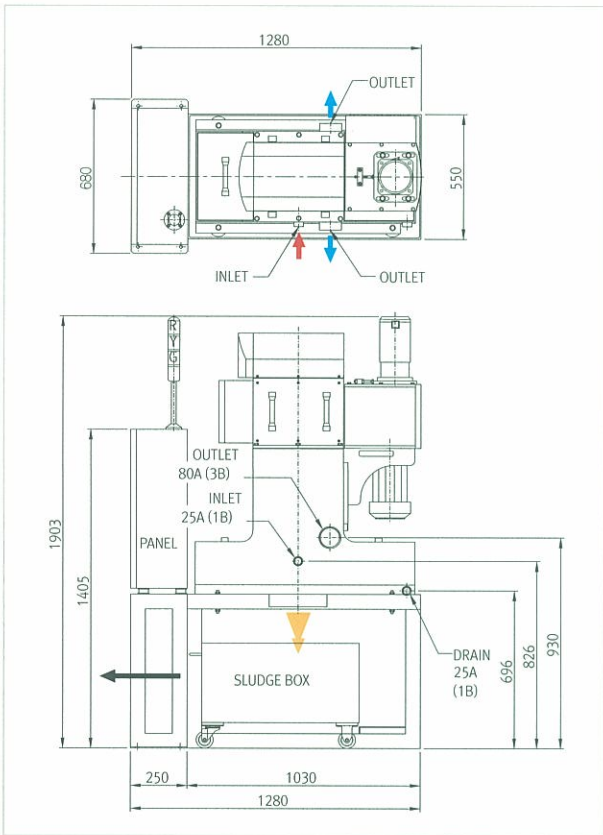 1280
OUTLET
680
550
INLET
OUTLET
R
Y
G
OUTLET
80A (3B)
INLET
25A (1B)
PANEL
1903
1405
SLUDGE BOX
DRAIN
25A
(1B)
696
826
930
250
1030
1280